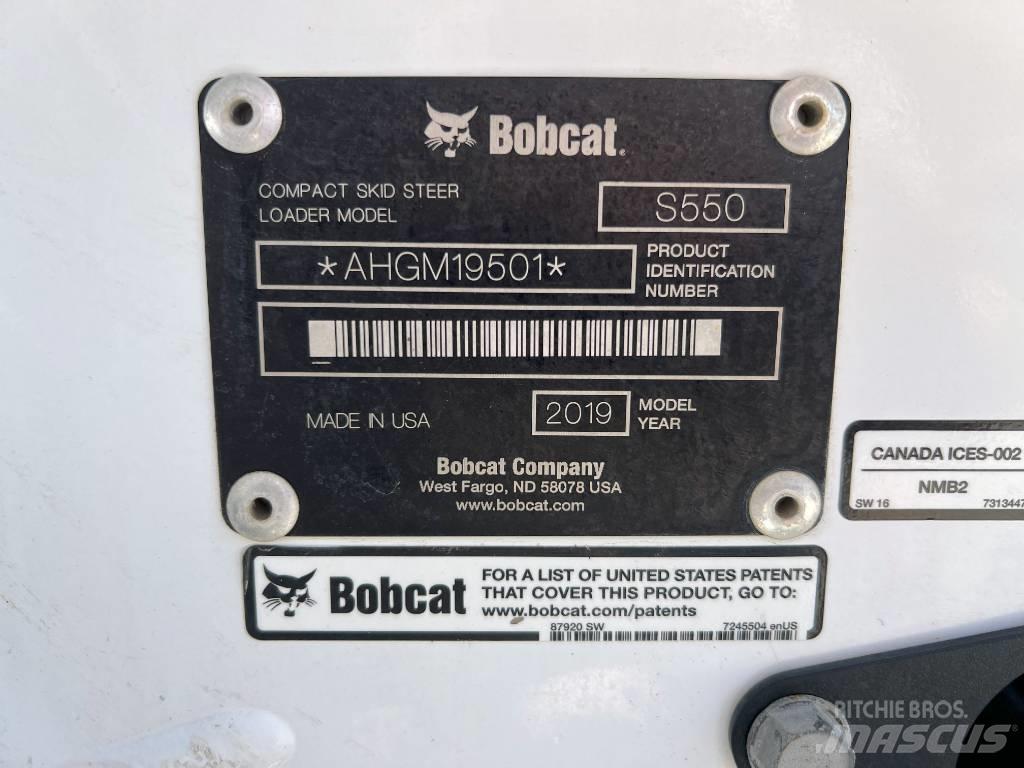 Bobcat.
COMPACT SKID STEER
LOADER MODEL
S550
*AHGM19501*
PRODUCT
IDENTIFICATION
NUMBER
MADE IN USA
2019
MODEL
YEAR
Bobcat Company
West Fargo, ND 58078 USA
www.bobcat.com
CANADA ICES-002
NMB2
SW 16
7313447
Bobcat
FOR A LIST OF UNITED STATES PATENTS
THAT COVER THIS PRODUCT, GO TO:
www.bobcat.com/patents
87920 SW
7245504 enUS
RITCHIE BROS.
MASCUS